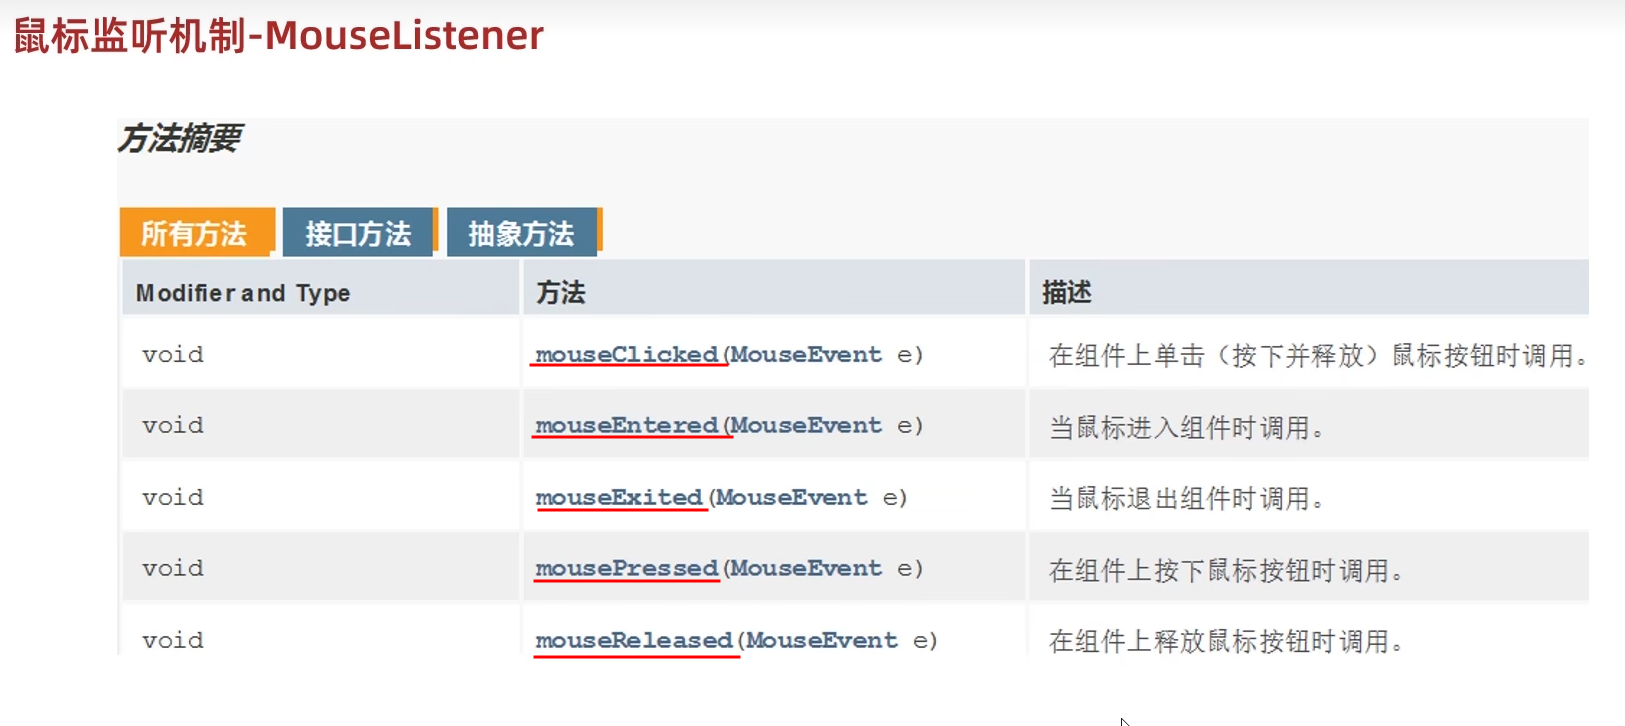 鼠标监听机制-MouseListener
方法摘要
所有方法 接口方法 抽象方法
Modifier and Type 方法 描述
void mouseClicked(MouseEvent e) 在组件上单击（按下并释放）鼠标按钮时调用。
void mouseEntered(MouseEvent e) 当鼠标进入组件时调用。
void mouseExited(MouseEvent e) 当鼠标退出组件时调用。
void mousePressed(MouseEvent e) 在组件上按下鼠标按钮时调用。
void mouseReleased(MouseEvent e) 在组件上释放鼠标按钮时调用。